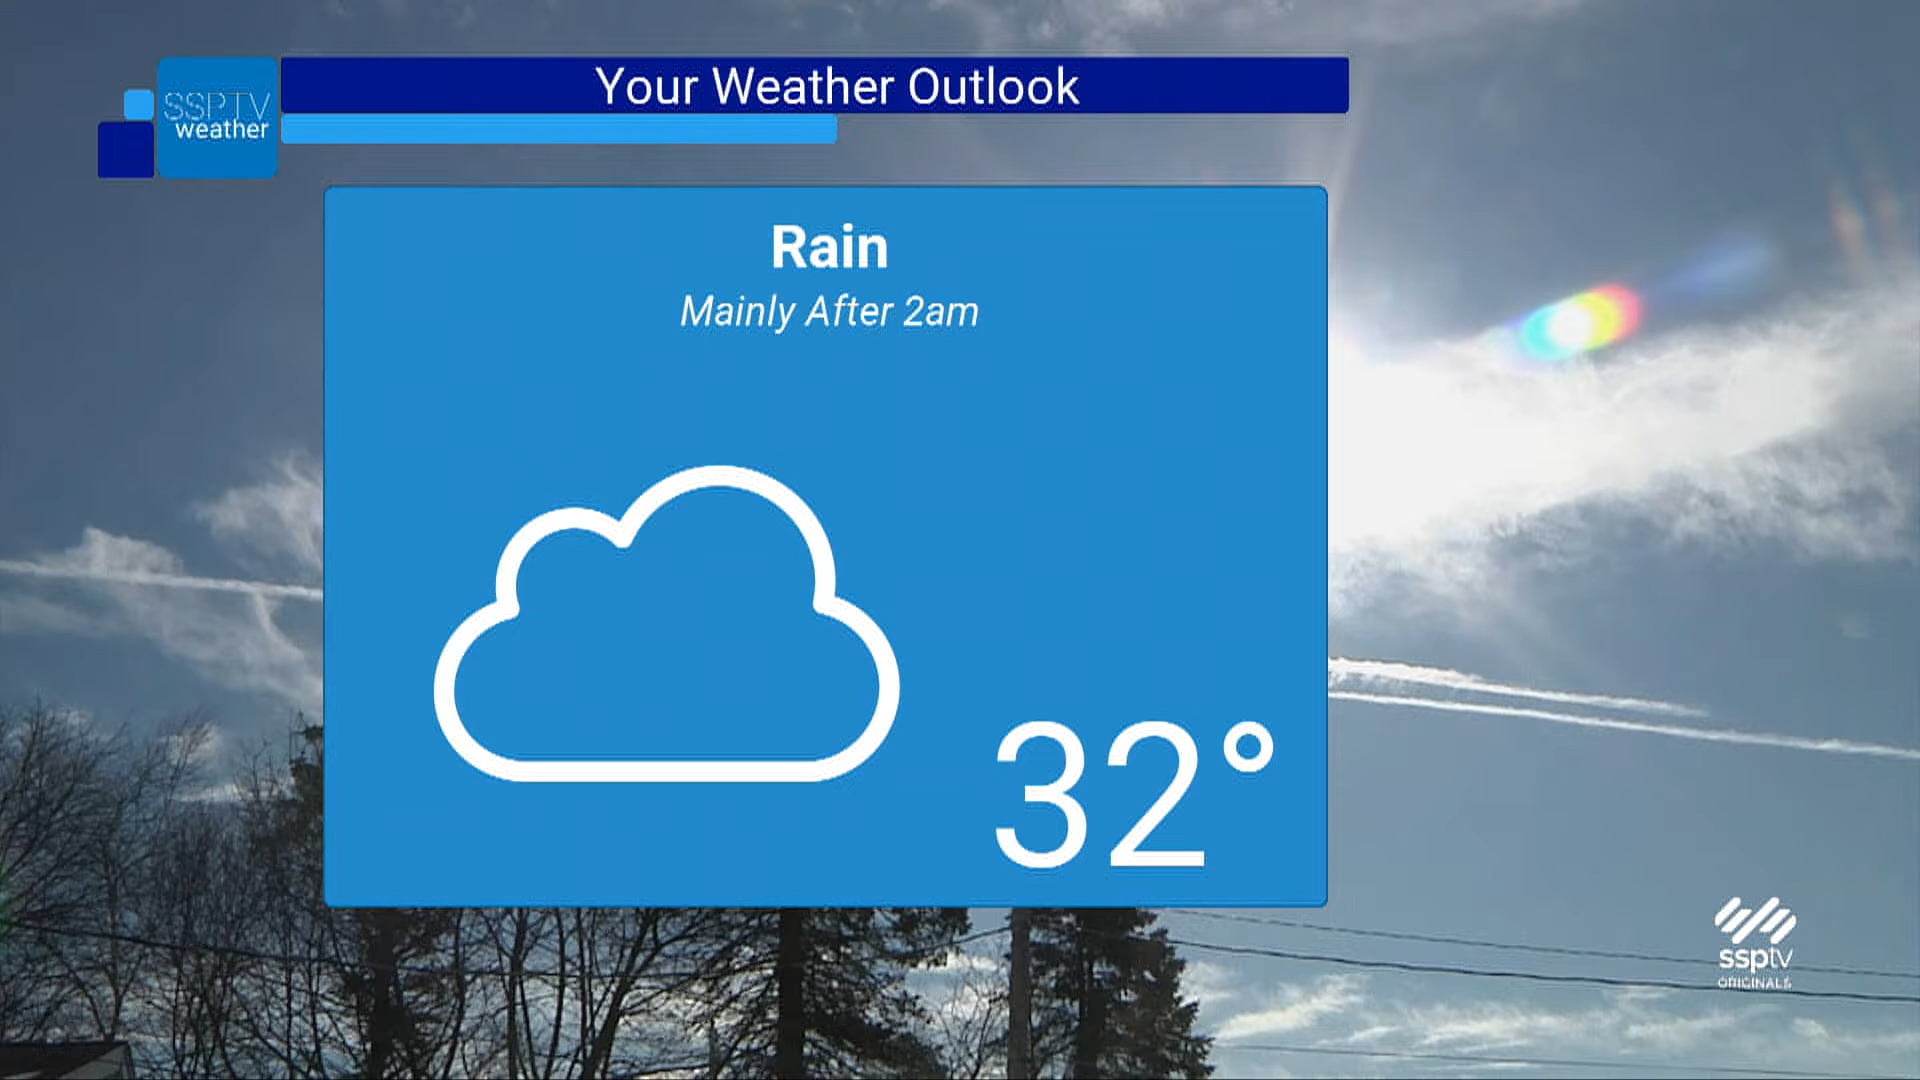 SSPTV
weather
Your Weather Outlook
Rain
Mainly After 2am
32°
ssptv
ORIGINALS